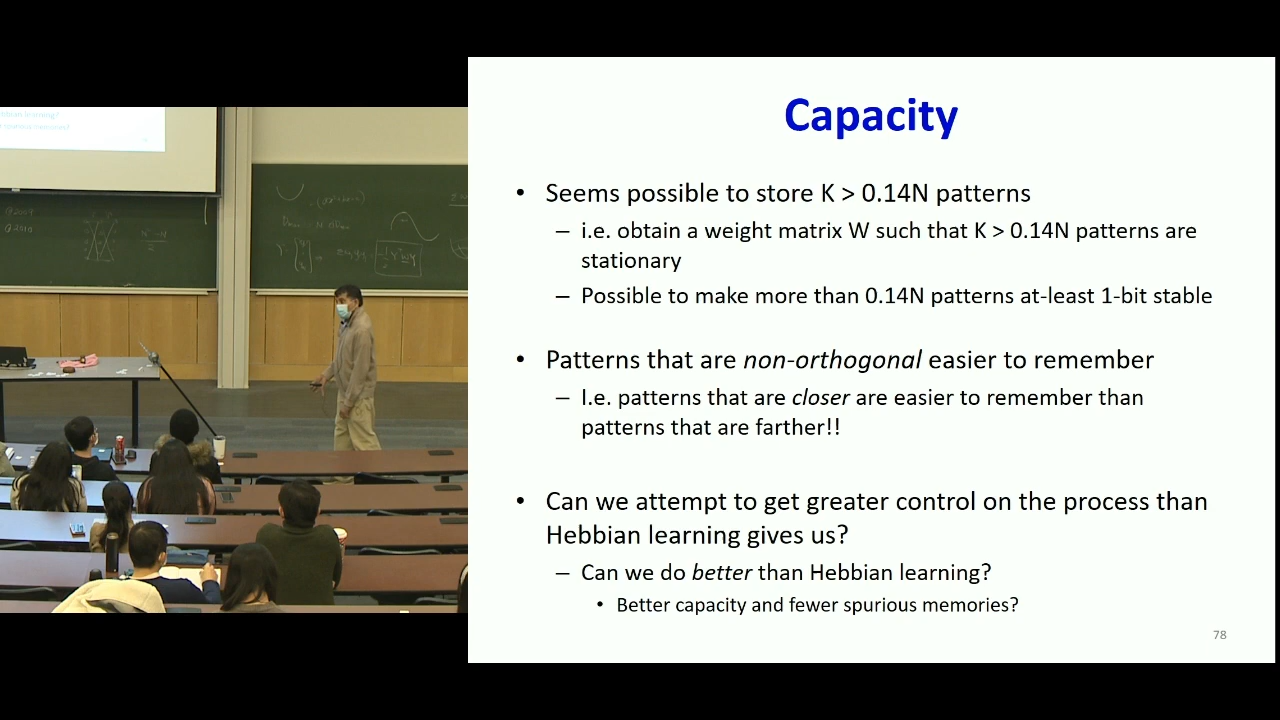 Capacity
• Seems possible to store K > 0.14N patterns
– i.e. obtain a weight matrix W such that K > 0.14N patterns are
stationary
– Possible to make more than 0.14N patterns at-least 1-bit stable
• Patterns that are non-orthogonal easier to remember
– I.e. patterns that are closer are easier to remember than
patterns that are farther!!
• Can we attempt to get greater control on the process than
Hebbian learning gives us?
– Can we do better than Hebbian learning?
• Better capacity and fewer spurious memories?
78